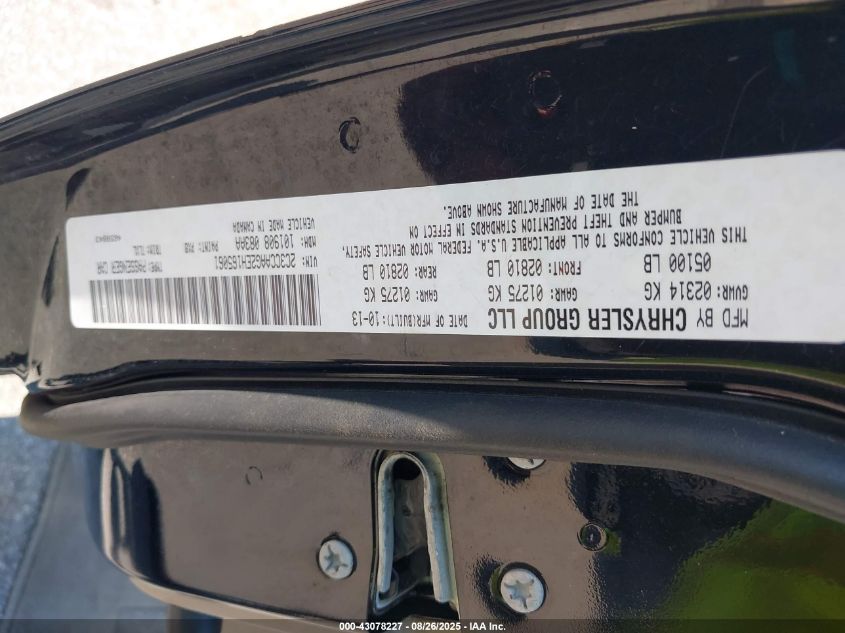 MFD BY CHRYSLER GROUP LLC
DATE OF MFR(BUILT):10-13
GVWR: 02314 KG
GAWR: 01275 KG
GAWR: 01275 KG
05100 LB
FRONT: 02810 LB
REAR: 02810 LB
THIS VEHICLE CONFORMS TO ALL APPLICABLE U.S.A. FEDERAL MOTOR VEHICLE SAFETY,
BUMPER AND THEFT PREVENTION STANDARDS IN EFFECT ON
THE DATE OF MANUFACTURE SHOWN ABOVE.
VIN: 2C3CCAAG2EH185061
TYPE: PASSENGER CAR
MDH: 101908 083AA
PAINT: PX8
TRIM: TLXL
VEHICLE MADE IN CANADA
000-43078227 - 08/26/2025 - IAA Inc.